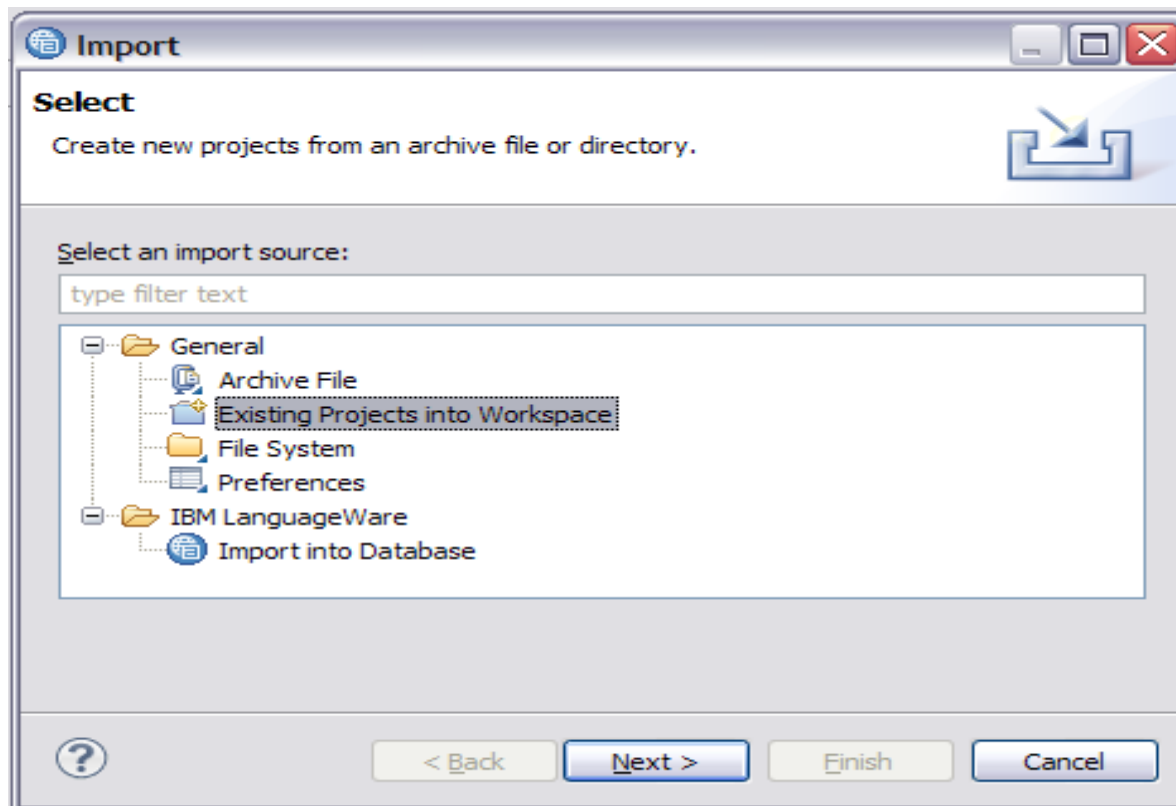 Import
Select
Create new projects from an archive file or directory.
Select an import source:
type filter text
General
Archive File
Existing Projects into Workspace
File System
Preferences
IBM LanguageWare
Import into Database
? < Back Next > Finish Cancel